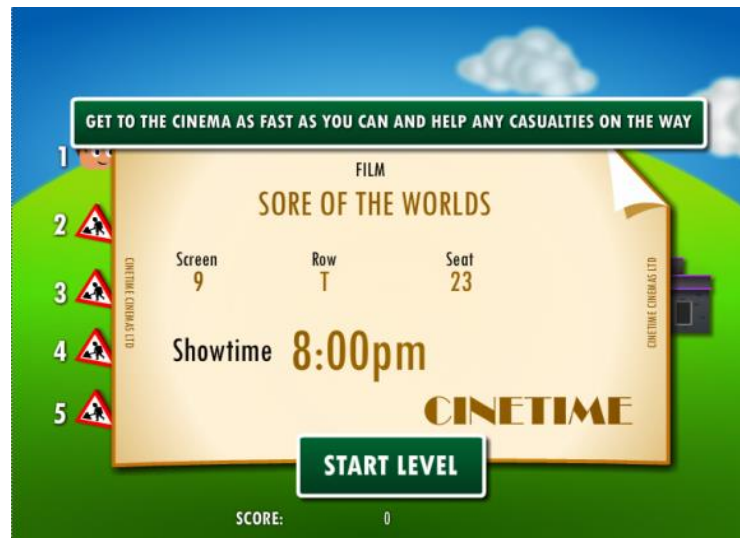 GET TO THE CINEMA AS FAST AS YOU CAN AND HELP ANY CASUALTIES ON THE WAY
1
FILM
SORE OF THE WORLDS
2
Screen Row Seat
9 T 23
CINETIME CINEMAS LTD
CINETIME CINEMAS LTD
3
Showtime 8:00pm
4
5
CINETIME
START LEVEL
SCORE: 0